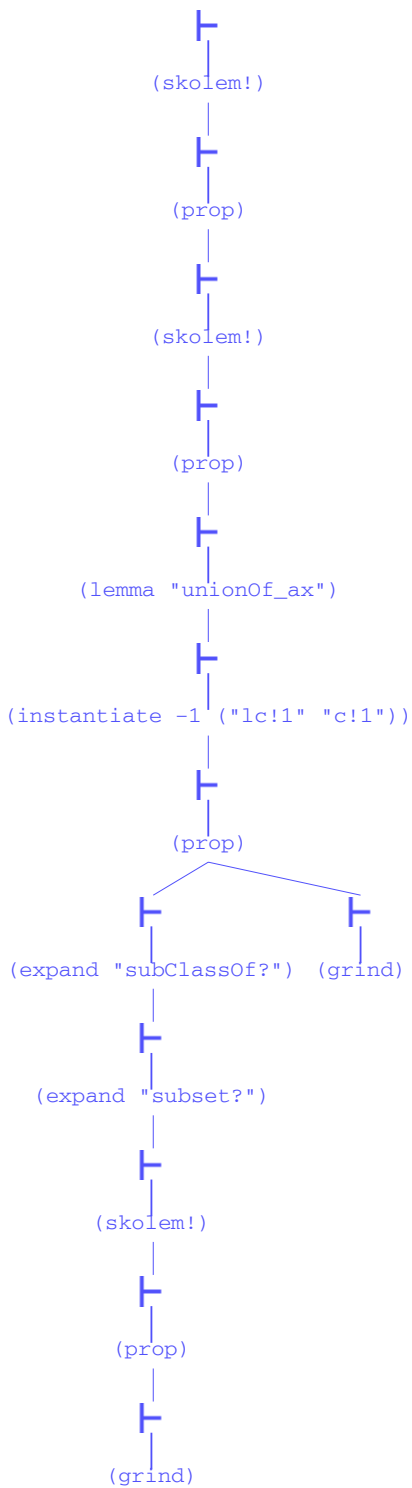 (skolem!)
(prop)
(skolem!)
(prop)
(lemma "unionOf_ax")
(instantiate -1 ("lc!1" "c!1"))
(prop)
(expand "subClassOf?") (grind)
(expand "subset?")
(skolem!)
(prop)
(grind)